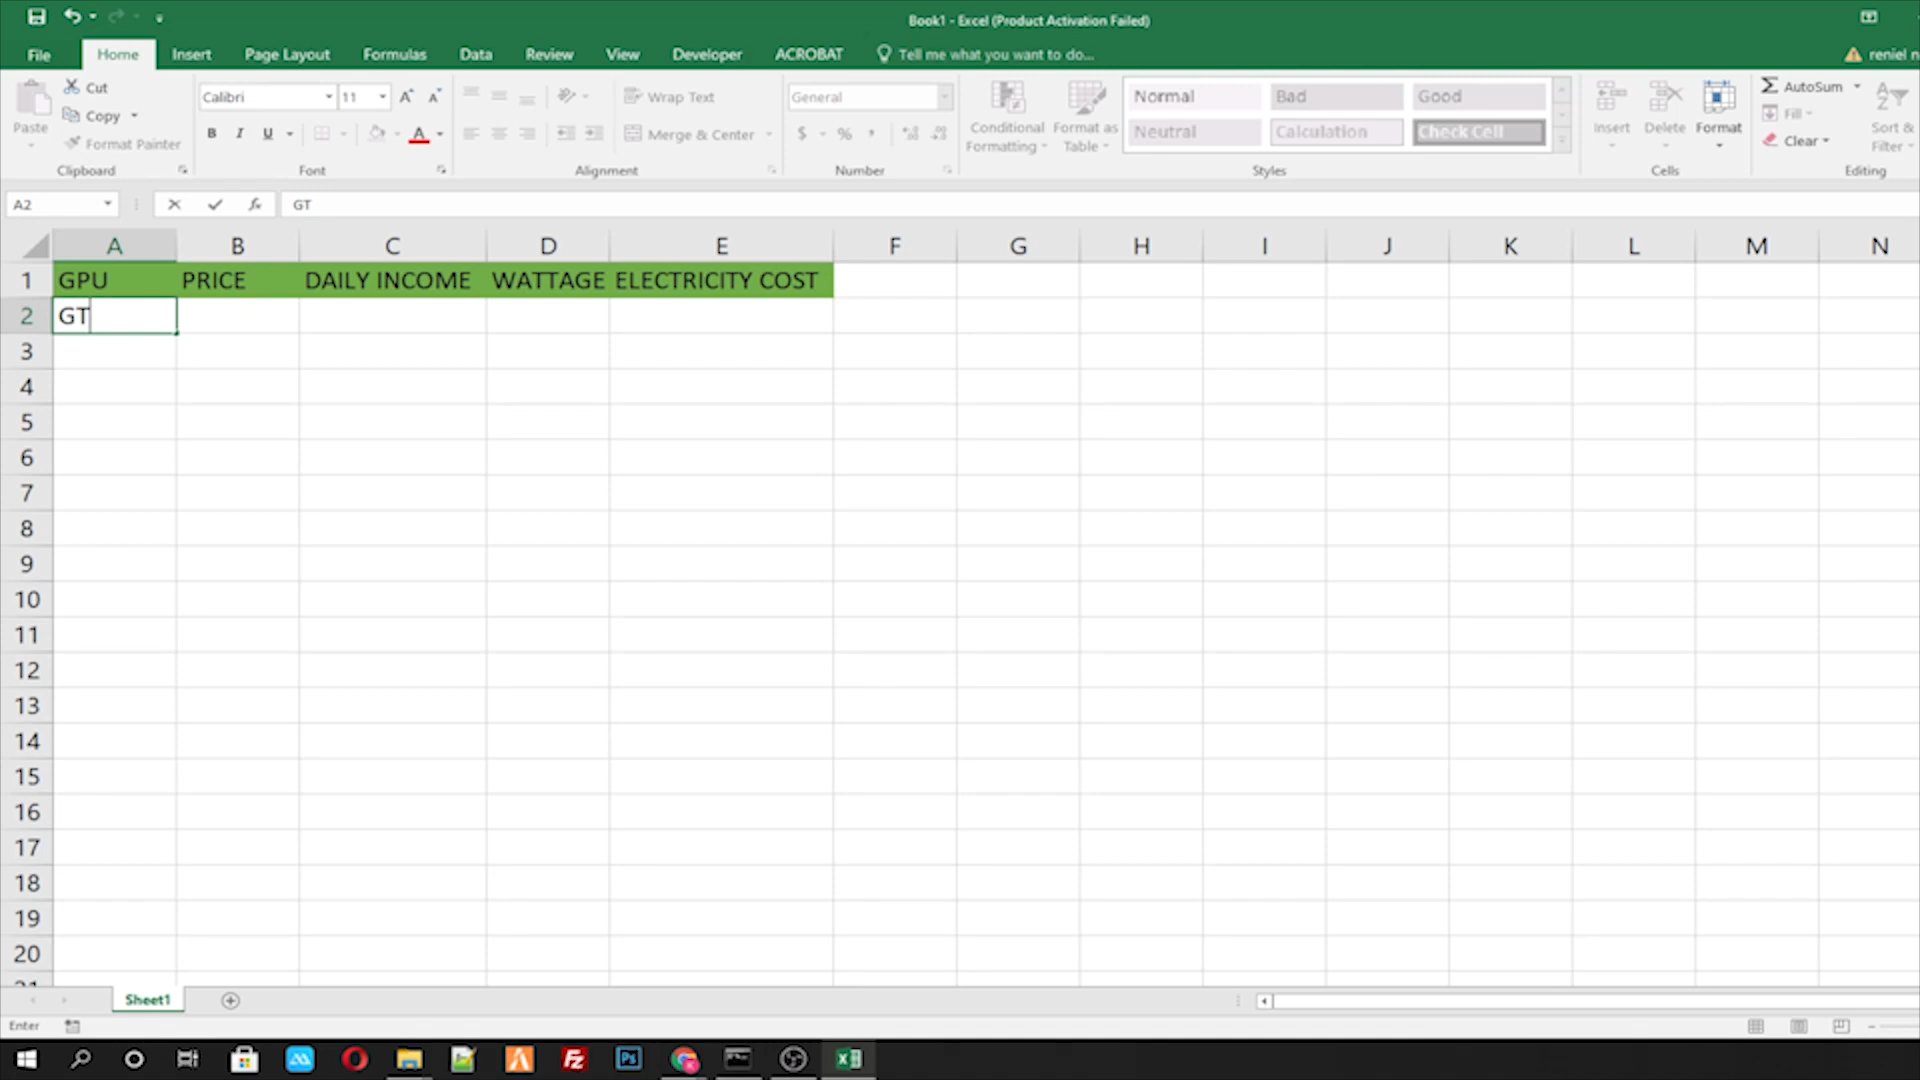 Book1 - Excel (Product Activation Failed)
File Home Insert Page Layout Formulas Data Review View Developer ACROBAT Tell me what you want to do... reniel
Cut
Copy
Format Painter
Paste
Clipboard
Calibri 11
B I U A
Font
Wrap Text
Merge & Center
Alignment
General
$ % ,
Number
Conditional Formatting
Format as Table
Normal Bad Good
Neutral Calculation Check Cell
Styles
Insert Delete Format
Cells
AutoSum
Fill
Clear
Sort & Filter
Editing
A2 fx GT
A B C D E F G H I J K L M N
1 GPU PRICE DAILY INCOME WATTAGE ELECTRICITY COST
2 GT
3
4
5
6
7
8
9
10
11
12
13
14
15
16
17
18
19
20
21
Sheet1
Enter